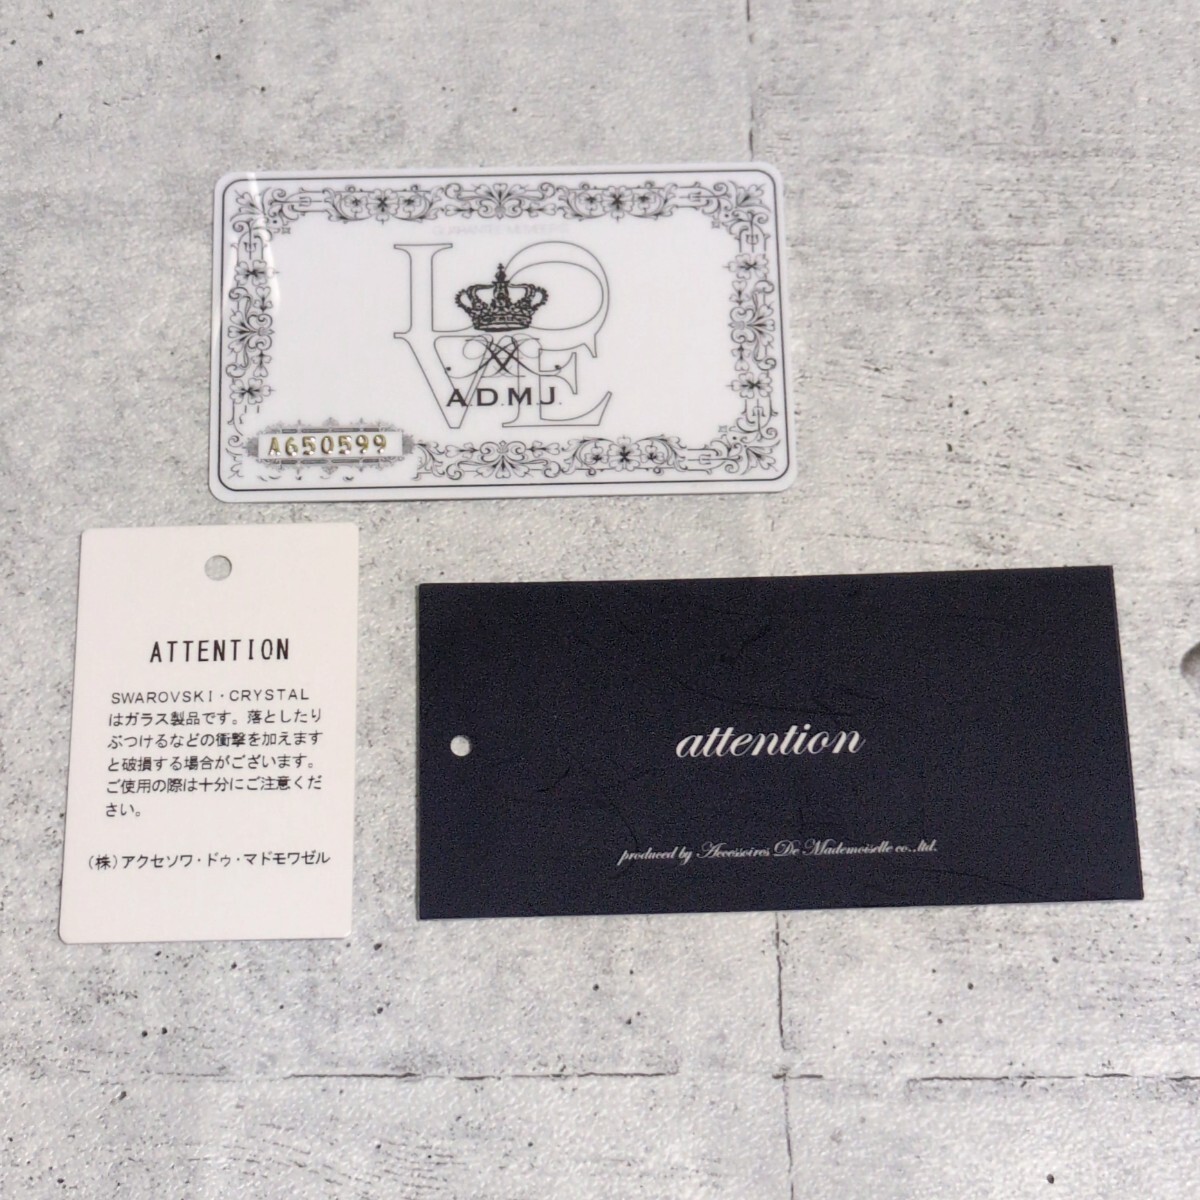 LOVE
A.D.M.J.
A650599
ATTENTION
SWAROVSKI・CRYSTAL
はガラス製品です。落としたり
ぶつけるなどの衝撃を加えます
と破損する場合がございます。
ご使用の際は十分にご注意くだ
さい。
(株)アクセソワ・ドゥ・マドモワゼル
attention
produced by Accessoires De Mademoiselle co.,ltd.